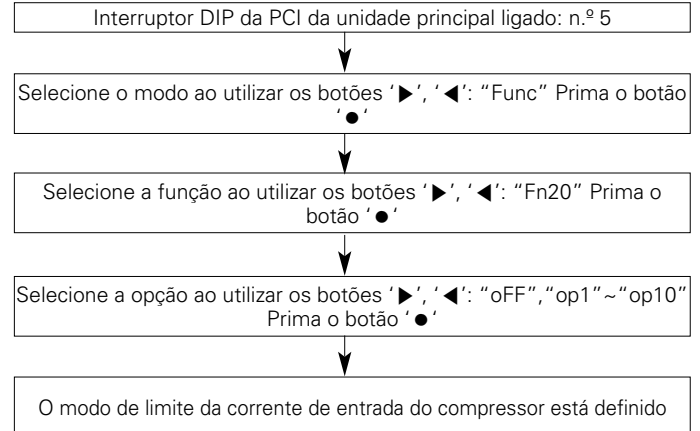 Interruptor DIP da PCI da unidade principal ligado: n.º 5
Selecione o modo ao utilizar os botões ‘▶’, ‘◀’: “Func” Prima o botão
‘ ● ‘
Selecione a função ao utilizar os botões ‘▶’, ‘◀’: “Fn20” Prima o
botão ‘ ● ‘
Selecione a opção ao utilizar os botões ‘▶’, ‘◀’: “oFF”,“op1”~“op10”
Prima o botão ‘ ● ‘
O modo de limite da corrente de entrada do compressor está definido